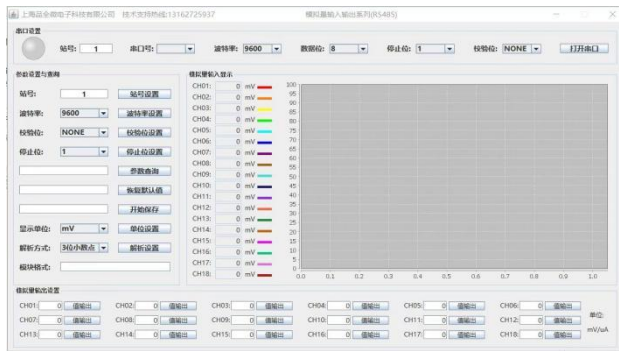 上海品全微电子科技有限公司 技术支持热线:13162725937 模拟量输入输出系列(RS485)
串口设置
站号: 1 串口号: 波特率: 9600 数据位: 8 停止位: 1 校验位: NONE 打开串口
参数设置与查询
站号: 1 站号设置
波特率: 9600 波特率设置
校验位: NONE 校验位设置
停止位: 1 停止位设置
参数查询
恢复默认值
开始保存
显示单位: mV 单位设置
解析方式: 3位小数点 解析设置
模块格式:
模拟量输入显示
CH01: 0 mV
CH02: 0 mV
CH03: 0 mV
CH04: 0 mV
CH05: 0 mV
CH06: 0 mV
CH07: 0 mV
CH08: 0 mV
CH09: 0 mV
CH10: 0 mV
CH11: 0 mV
CH12: 0 mV
CH13: 0 mV
CH14: 0 mV
CH15: 0 mV
CH16: 0 mV
CH17: 0 mV
CH18: 0 mV
100
95
90
85
80
75
70
65
60
55
50
45
40
35
30
25
20
15
10
5
0
0.0 0.1 0.2 0.3 0.4 0.5 0.6 0.7 0.8 0.9 1.0
模拟量输出设置
CH01: 0 值输出 CH02: 0 值输出 CH03: 0 值输出 CH04: 0 值输出 CH05: 0 值输出 CH06: 0 值输出
CH07: 0 值输出 CH08: 0 值输出 CH09: 0 值输出 CH10: 0 值输出 CH11: 0 值输出 CH12: 0 值输出
CH13: 0 值输出 CH14: 0 值输出 CH15: 0 值输出 CH16: 0 值输出 CH17: 0 值输出 CH18: 0 值输出
单位:
mV/uA